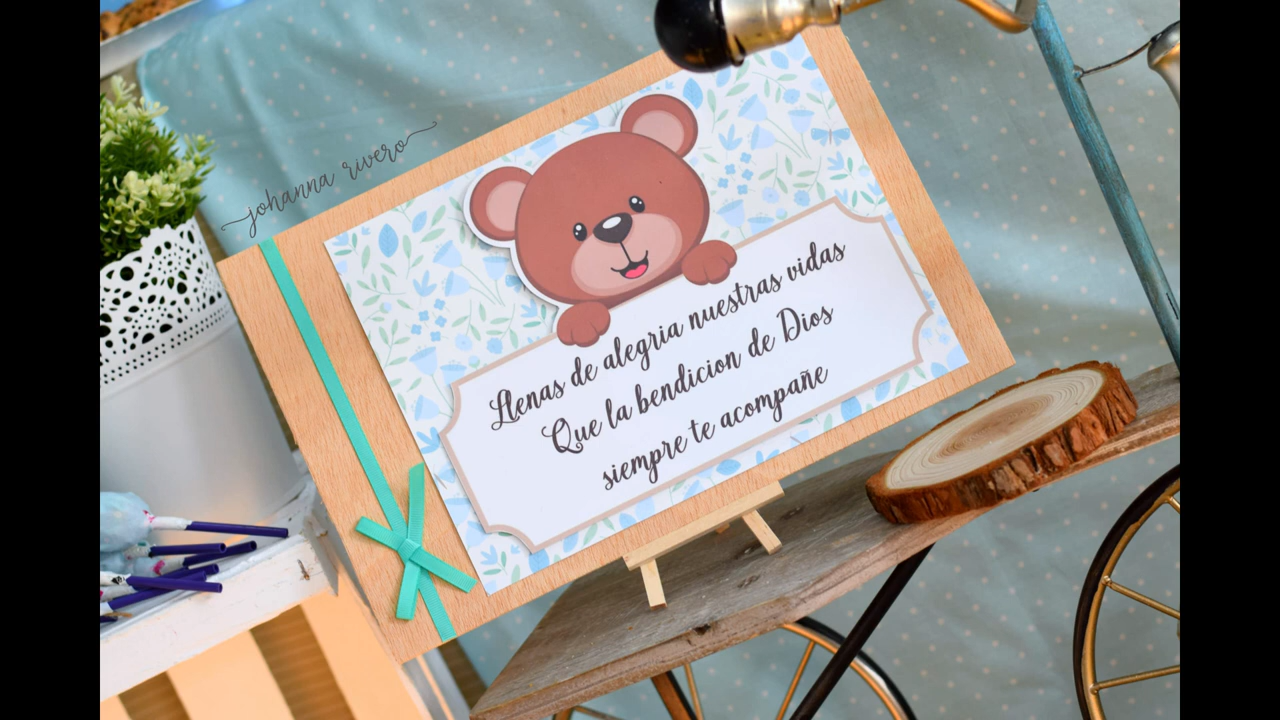 johanna rivero
Llenas de alegria nuestras vidas
Que la bendicion de Dios
siempre te acompañe